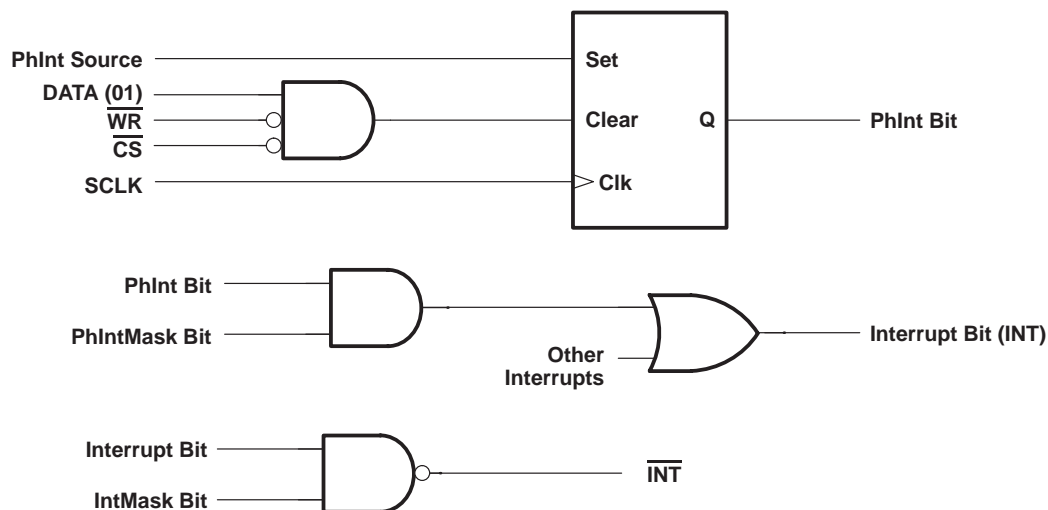 PhInt Source
Set
DATA (01)
WR
Clear
Q
PhInt Bit
CS
SCLK
Clk
PhInt Bit
PhIntMask Bit
Interrupt Bit (INT)
Other
Interrupts
Interrupt Bit
INT
IntMask Bit